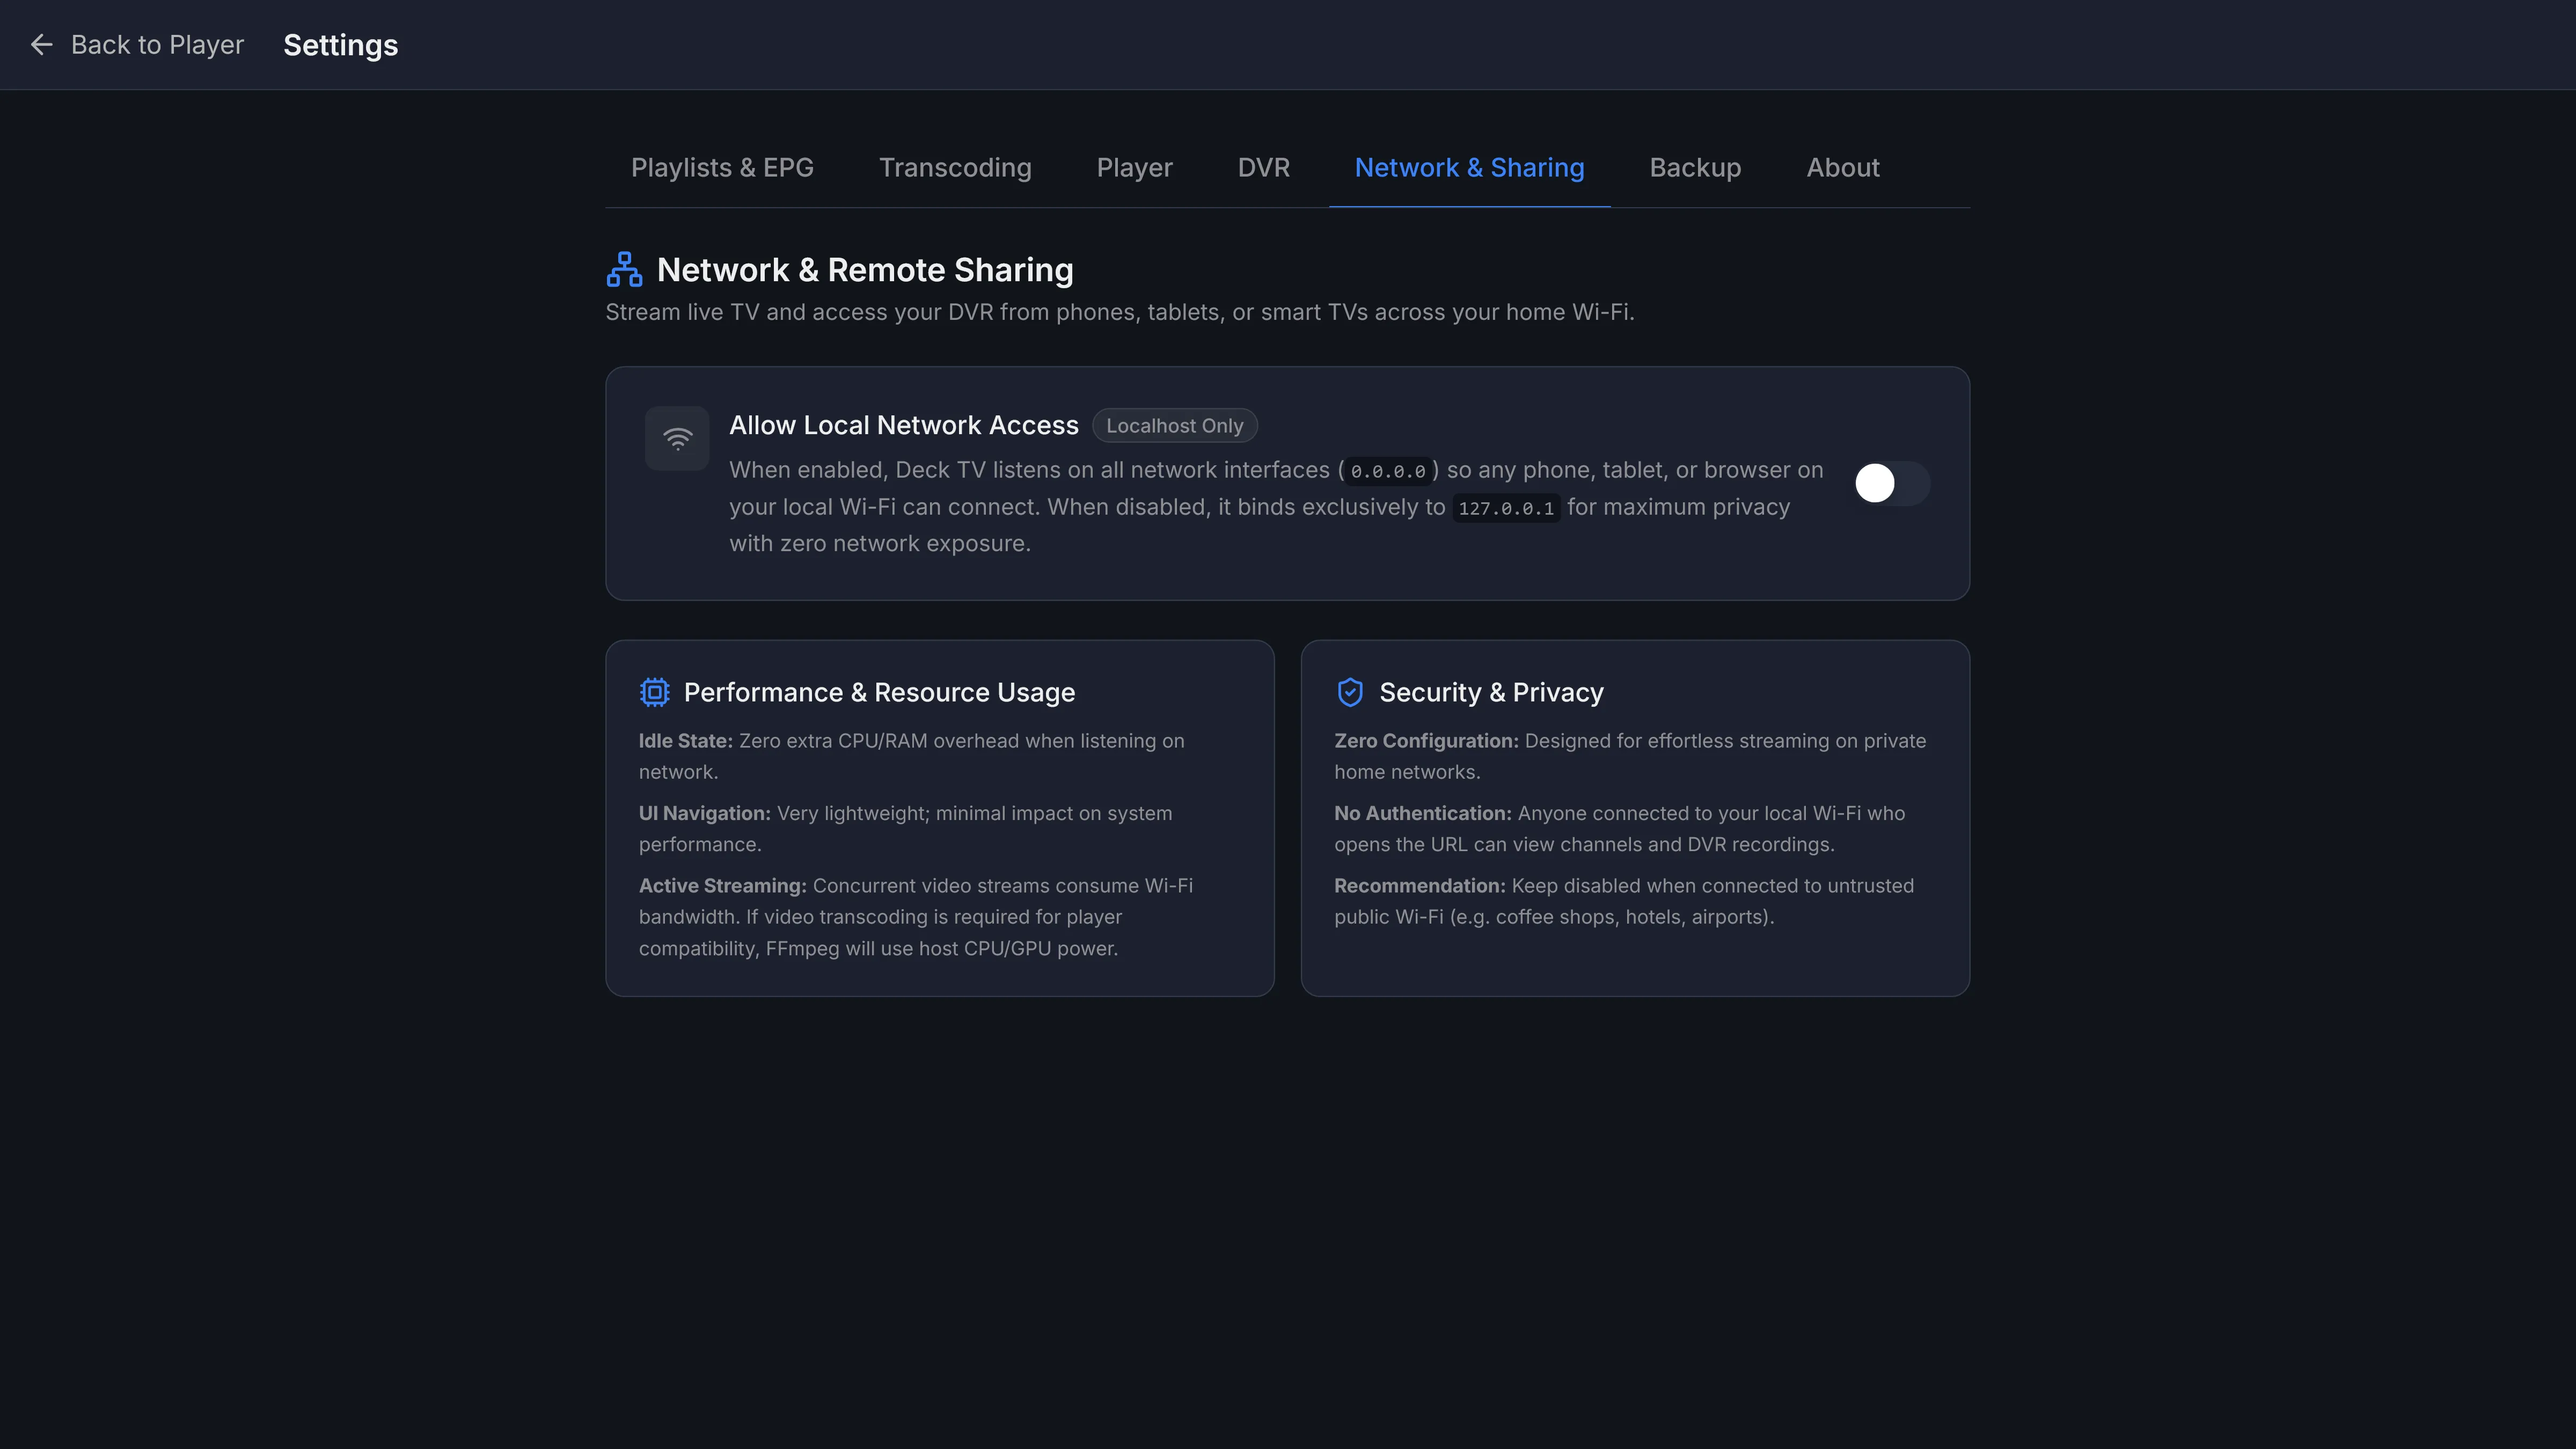 Back to Player
Settings
Playlists & EPG
Transcoding
Player
DVR
Network & Sharing
Backup
About
Network & Remote Sharing
Stream live TV and access your DVR from phones, tablets, or smart TVs across your home Wi-Fi.
Allow Local Network Access
Localhost Only
When enabled, Deck TV listens on all network interfaces (0.0.0.0) so any phone, tablet, or browser on
your local Wi-Fi can connect. When disabled, it binds exclusively to 127.0.0.1 for maximum privacy
with zero network exposure.
Performance & Resource Usage
Idle State: Zero extra CPU/RAM overhead when listening on
network.
UI Navigation: Very lightweight; minimal impact on system
performance.
Active Streaming: Concurrent video streams consume Wi-Fi
bandwidth. If video transcoding is required for player
compatibility, FFmpeg will use host CPU/GPU power.
Security & Privacy
Zero Configuration: Designed for effortless streaming on private
home networks.
No Authentication: Anyone connected to your local Wi-Fi who
opens the URL can view channels and DVR recordings.
Recommendation: Keep disabled when connected to untrusted
public Wi-Fi (e.g. coffee shops, hotels, airports).